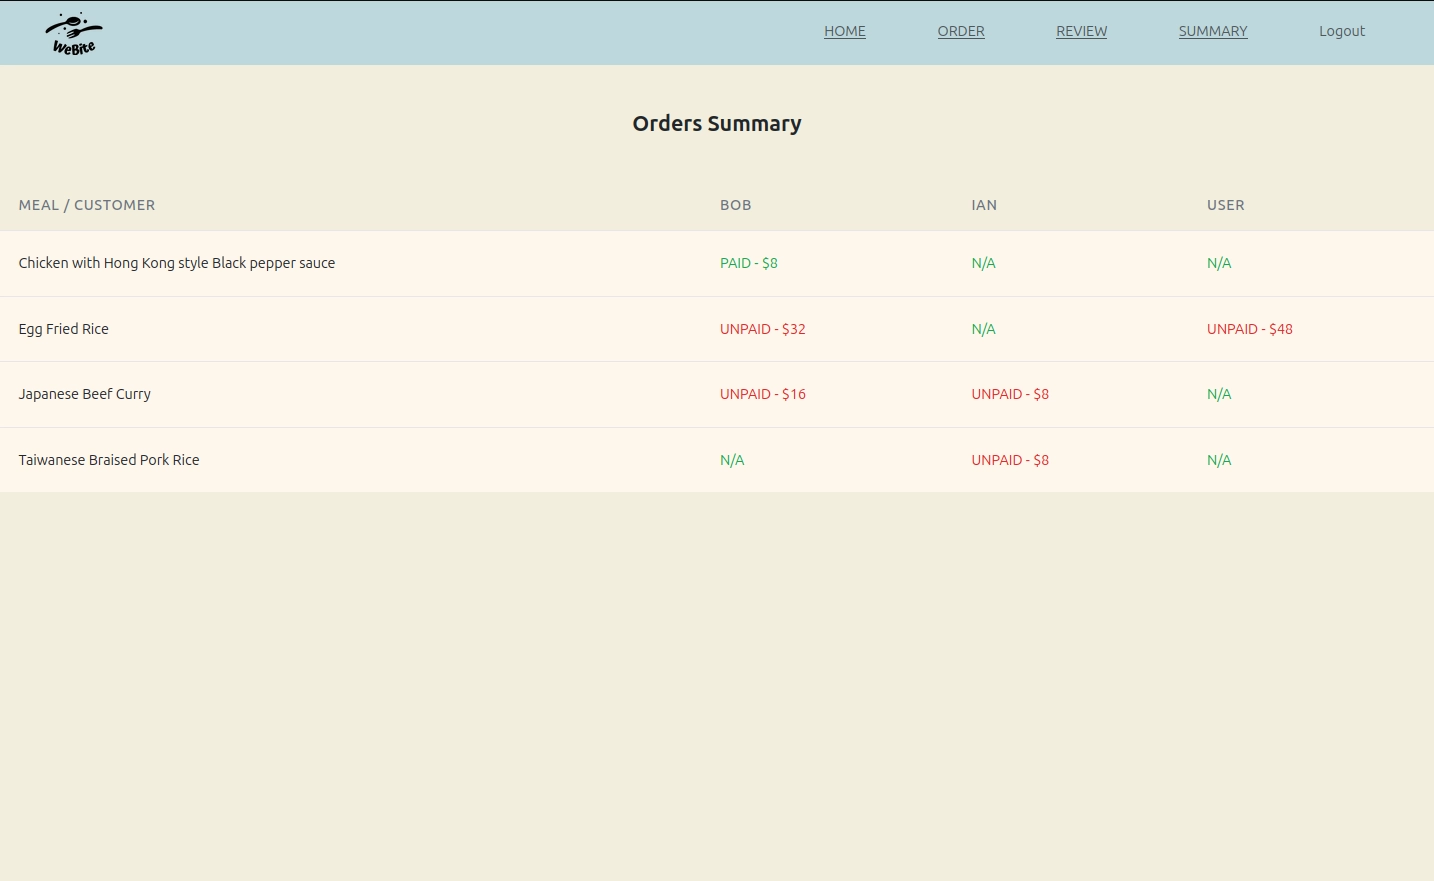 WeBite
HOME ORDER REVIEW SUMMARY Logout
Orders Summary
MEAL / CUSTOMER BOB IAN USER
Chicken with Hong Kong style Black pepper sauce PAID - $8 N/A N/A
Egg Fried Rice UNPAID - $32 N/A UNPAID - $48
Japanese Beef Curry UNPAID - $16 UNPAID - $8 N/A
Taiwanese Braised Pork Rice N/A UNPAID - $8 N/A